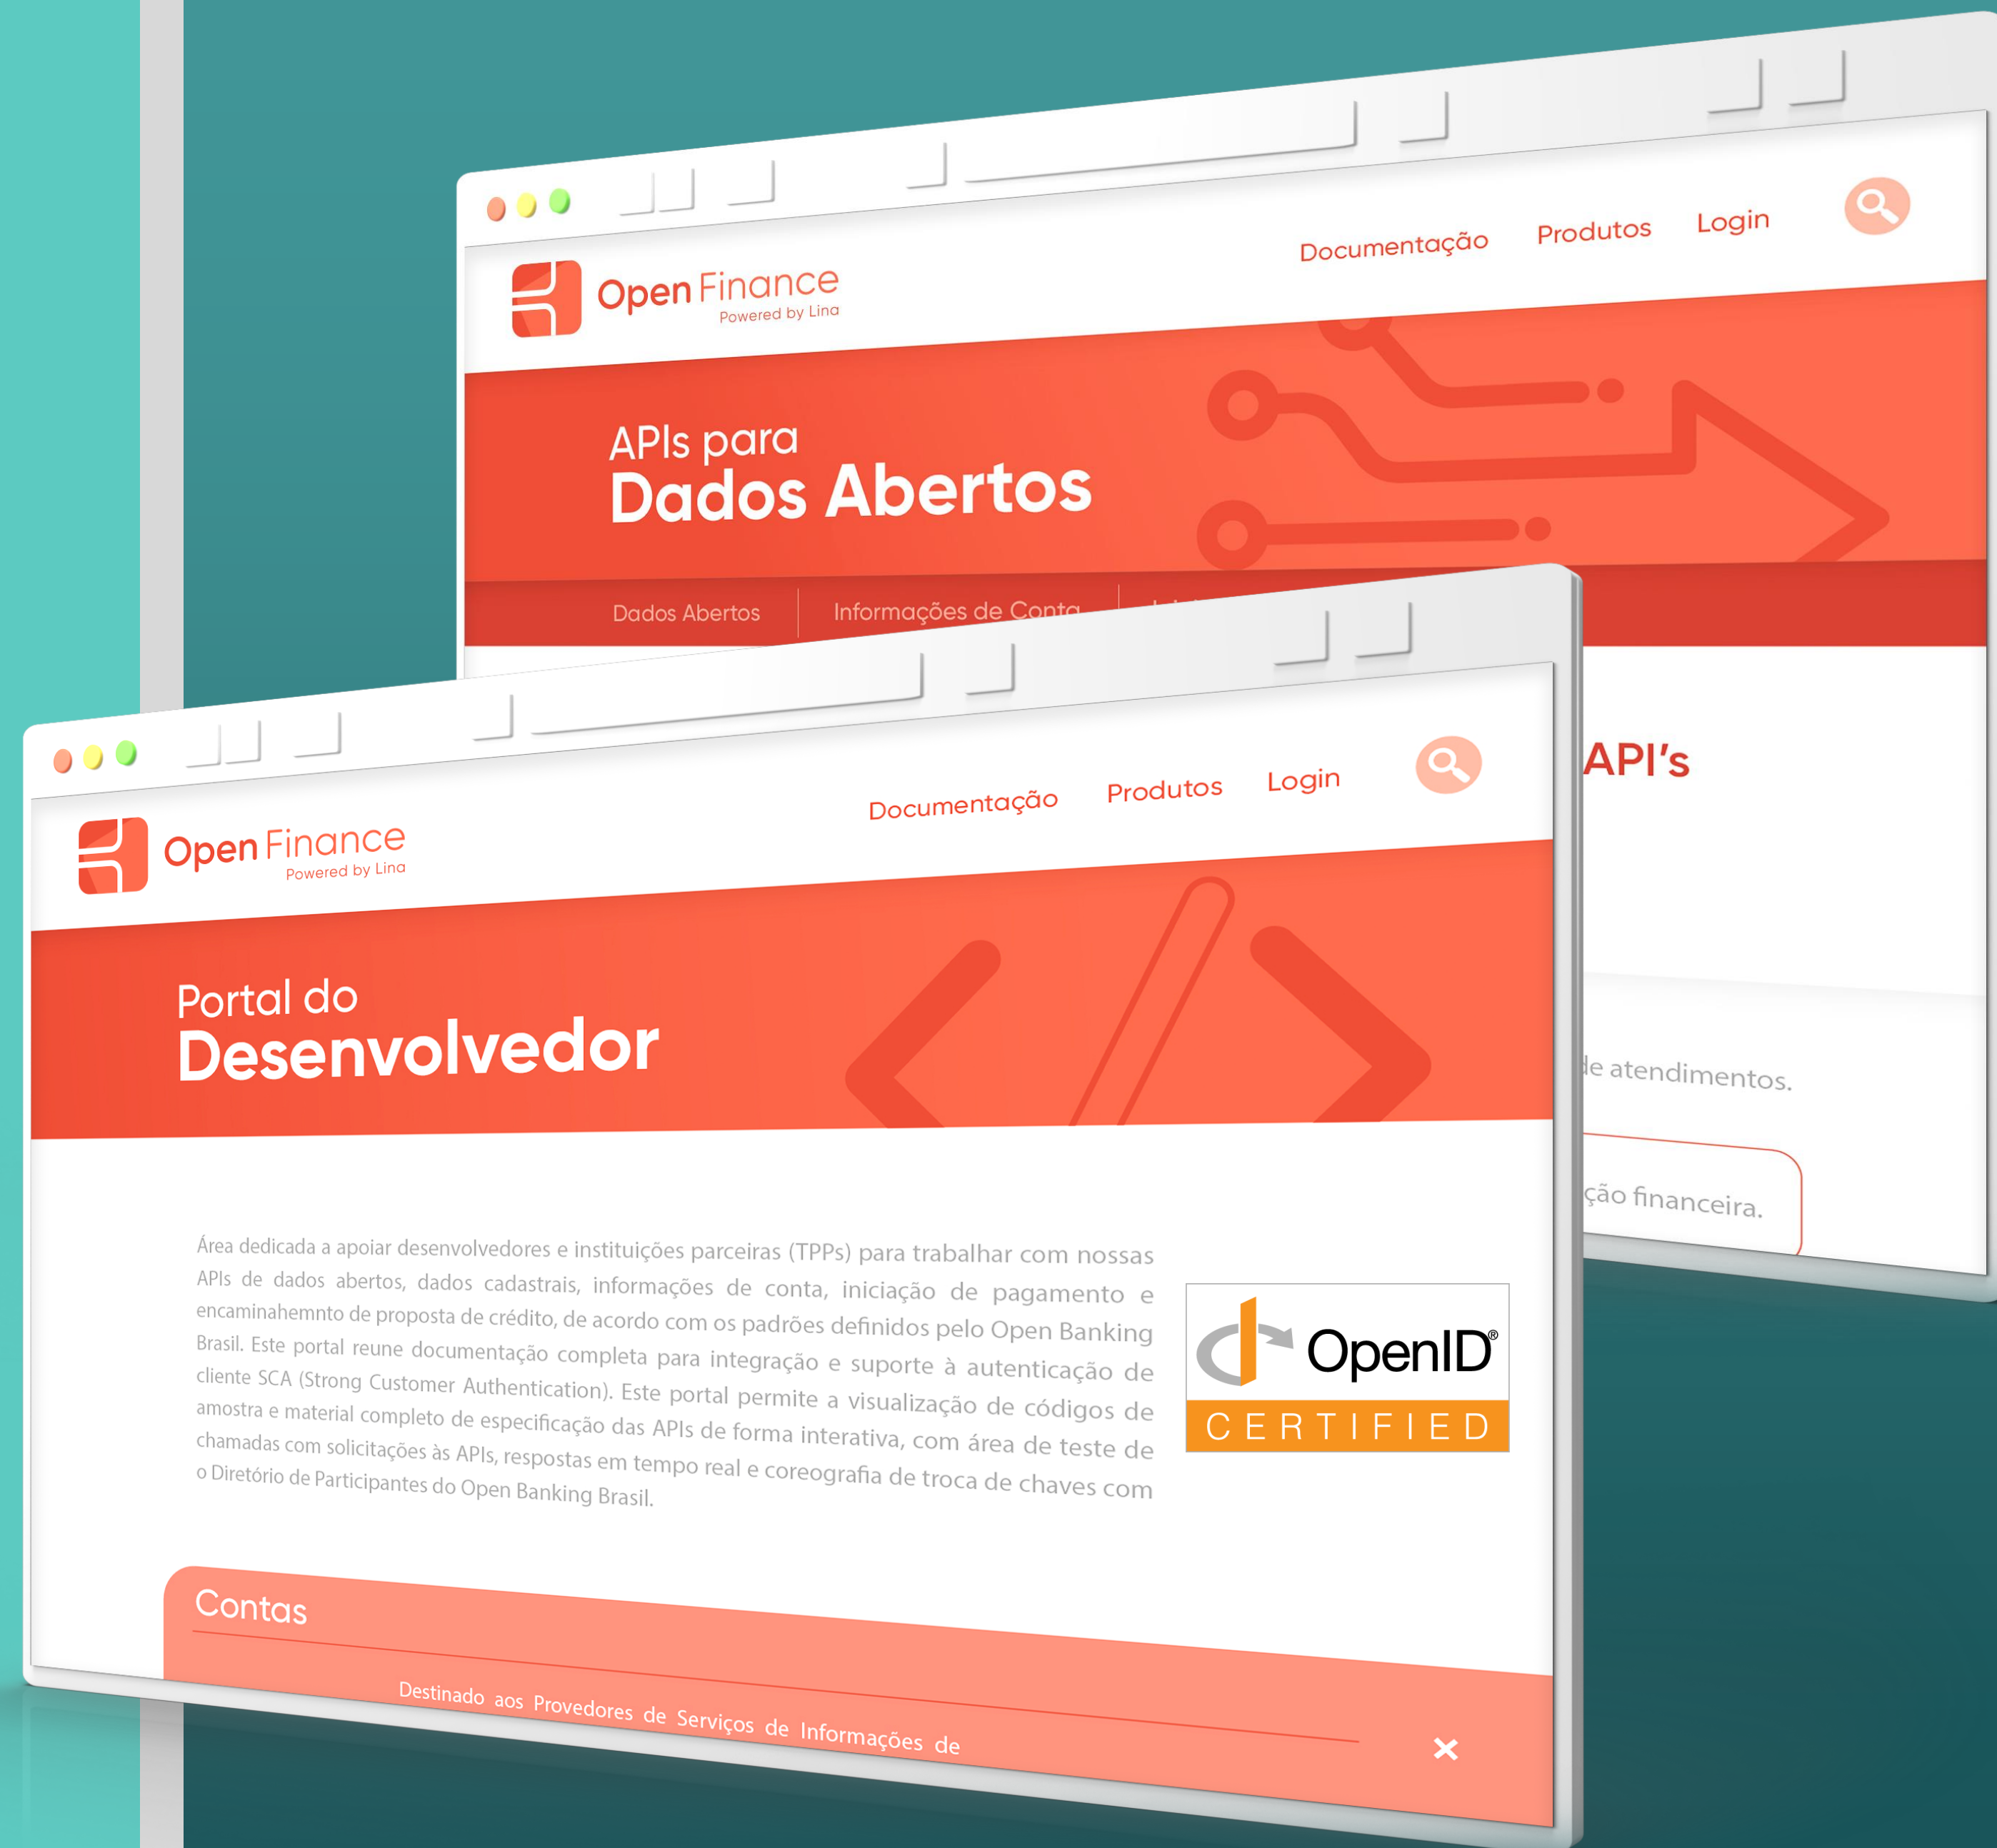 Open Finance
Powered by Lina
Documentação Produtos Login
APIs para
Dados Abertos
Dados Abertos
Informações de Conta
API's
de atendimentos.
financeira.
Open Finance
Powered by Lina
Documentação Produtos Login
Portal do
Desenvolvedor
Área dedicada a apoiar desenvolvedores e instituições parceiras (TPPs) para trabalhar com nossas
APIs de dados abertos, dados cadastrais, informações de conta, iniciação de pagamento e
encaminahemnto de proposta de crédito, de acordo com os padrões definidos pelo Open Banking
Brasil. Este portal reune documentação completa para integração e suporte à autenticação de
cliente SCA (Strong Customer Authentication). Este portal permite a visualização de códigos de
amostra e material completo de especificação das APIs de forma interativa, com área de teste de
chamadas com solicitações às APIs, respostas em tempo real e coreografia de troca de chaves com
o Diretório de Participantes do Open Banking Brasil.
OpenID®
CERTIFIED
Contas
Destinado aos Provedores de Serviços de Informações de